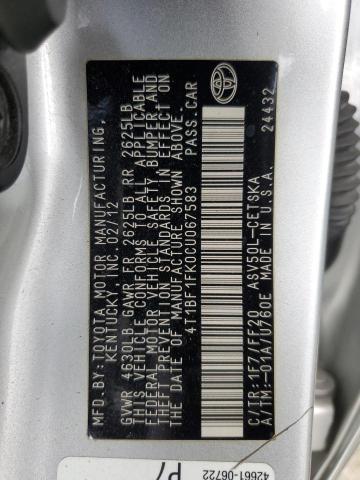 MFD. BY: TOYOTA MOTOR MANUFACTURING,
KENTUCKY, INC. 02/12
GVWR 4630LB GAWR FR 2625LB RR 2625LB
THIS VEHICLE CONFORMS TO ALL APPLICABLE
FEDERAL MOTOR VEHICLE SAFETY, BUMPER AND
THEFT PREVENTION STANDARDS IN EFFECT ON
THE DATE OF MANUFACTURE SHOWN ABOVE.
4T1BF1FK0CU067583 PASS.CAR
C/TR: 1F7/FF20 ASV50L-CETSKA
A/TM: -01A/U760E MADE IN U.S.A.
24432
42661-06722